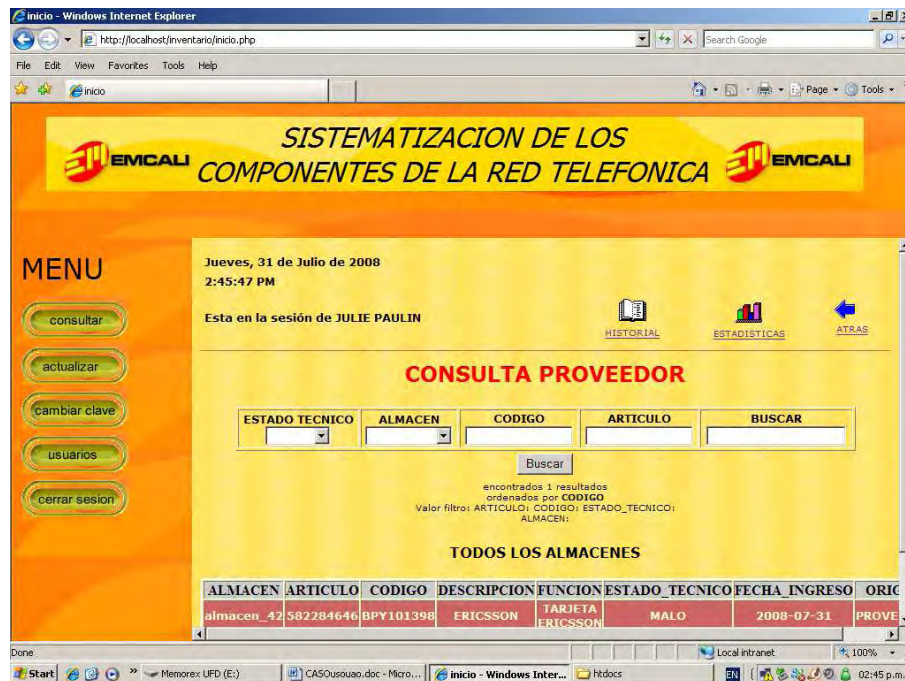 inicio - Windows Internet Explorer
http://localhost/inventario/inicio.php
Search Google
File Edit View Favorites Tools Help
inicio
Page Tools
EMCALI
SISTEMATIZACION DE LOS
COMPONENTES DE LA RED TELEFONICA
EMCALI
MENU
consultar
actualizar
cambiar clave
usuarios
cerrar sesion
Jueves, 31 de Julio de 2008
2:45:47 PM
Esta en la sesión de JULIE PAULIN
HISTORIAL
ESTADISTICAS
ATRAS
CONSULTA PROVEEDOR
ESTADO TECNICO ALMACEN CODIGO ARTICULO BUSCAR
Buscar
encontrados 1 resultados
ordenados por CODIGO
Valor filtro: ARTICULO: CODIGO: ESTADO_TECNICO:
ALMACEN:
TODOS LOS ALMACENES
ALMACEN ARTICULO CODIGO DESCRIPCION FUNCION ESTADO_TECNICO FECHA_INGRESO ORIG
almacen_42 582284646 BPY101398 ERICSSON TARJETA ERICSSON MALO 2008-07-31 PROVE
Done
Local intranet
100%
Start
Memorex UFD (E:)
CASOusouao.doc - Micro...
inicio - Windows Inter...
htdocs
EN
02:45 p.m.